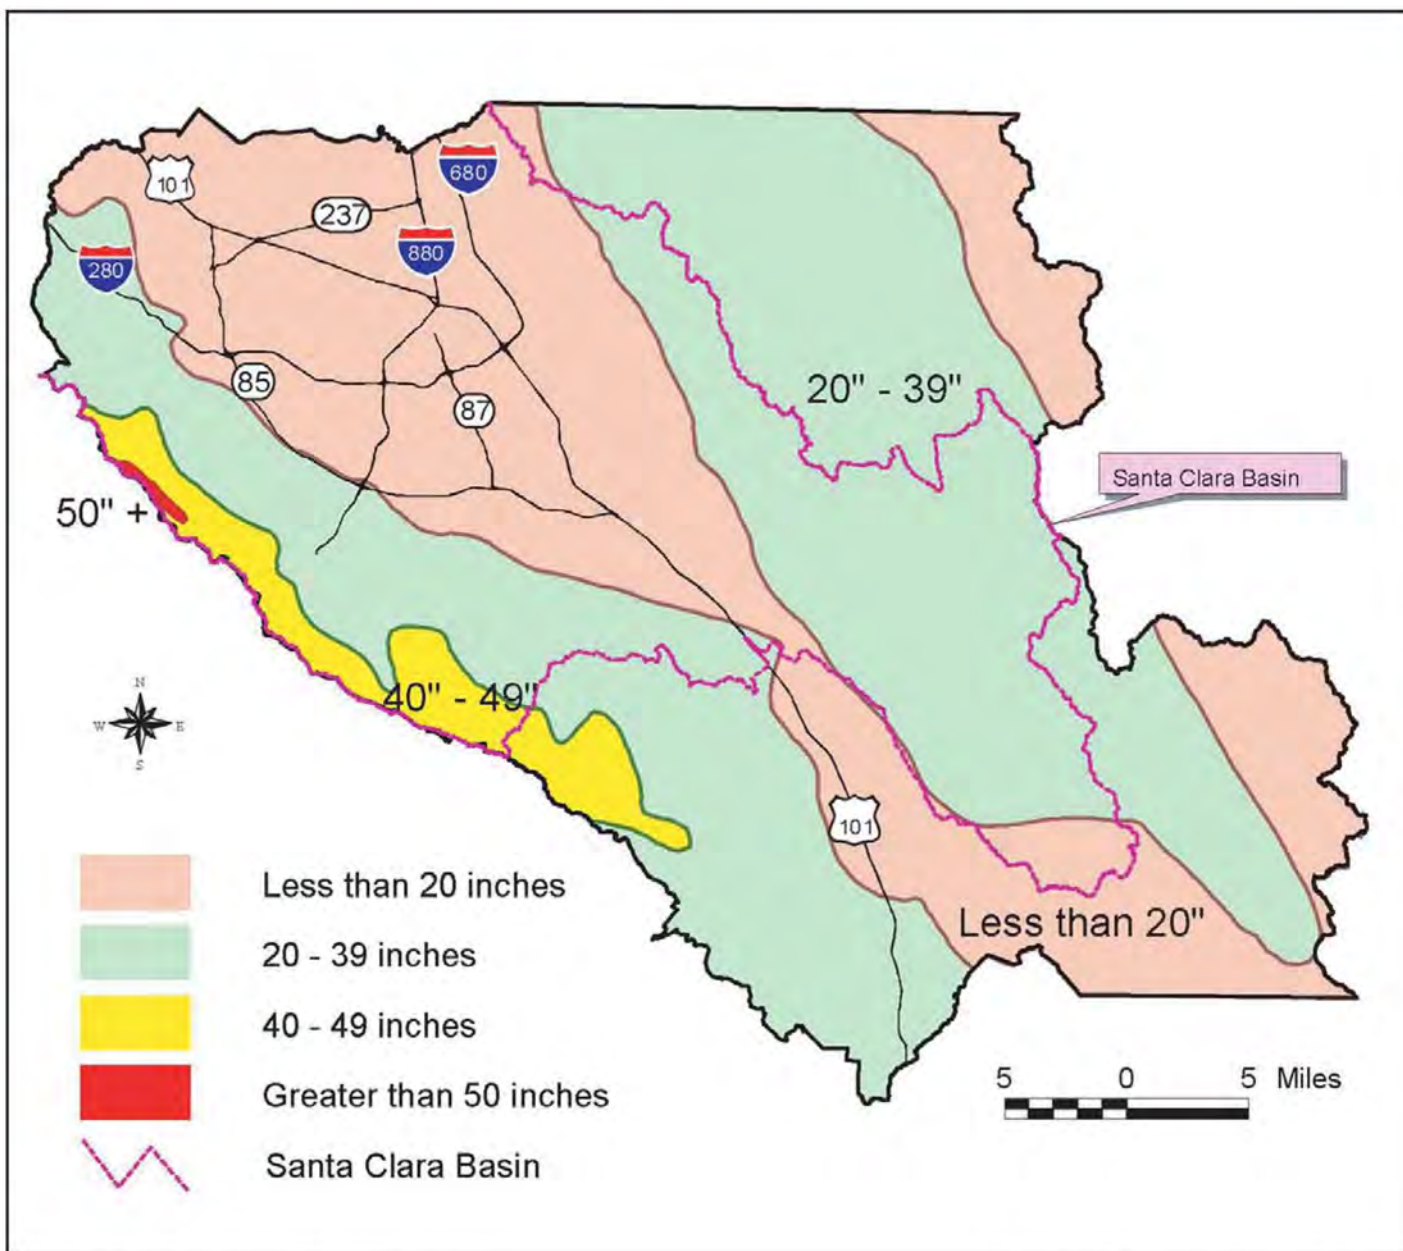 680
101
237
880
280
20" - 39"
85
87
Santa Clara Basin
50" +
40" - 49"
N
W E
S
101
Less than 20 inches
Less than 20"
20 - 39 inches
40 - 49 inches
5 0 5 Miles
Greater than 50 inches
Santa Clara Basin